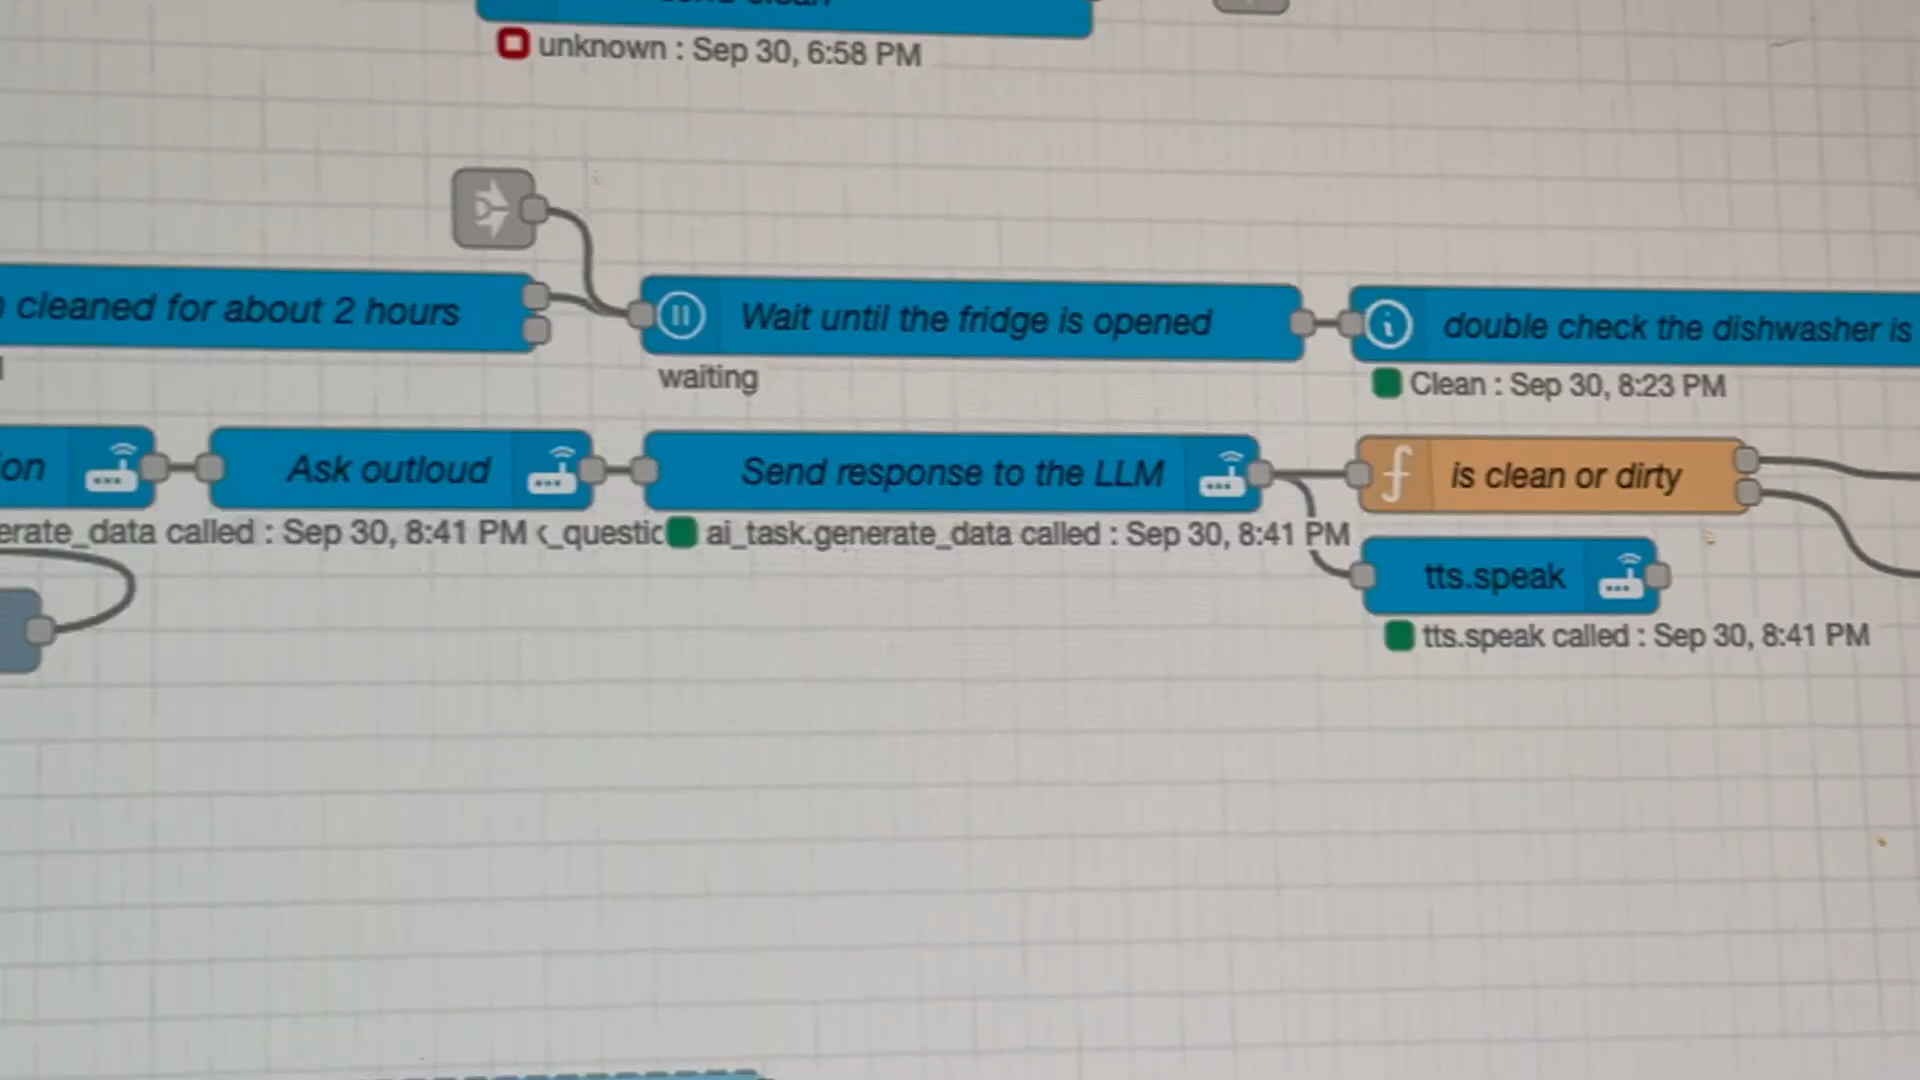 unknown : Sep 30, 6:58 PM
cleaned for about 2 hours
Wait until the fridge is opened
double check the dishwasher is
waiting
Clean : Sep 30, 8:23 PM
Ask outloud
Send response to the LLM
is clean or dirty
erate_data called : Sep 30, 8:41 PM
ai_task.generate_data called : Sep 30, 8:41 PM
tts.speak
tts.speak called : Sep 30, 8:41 PM